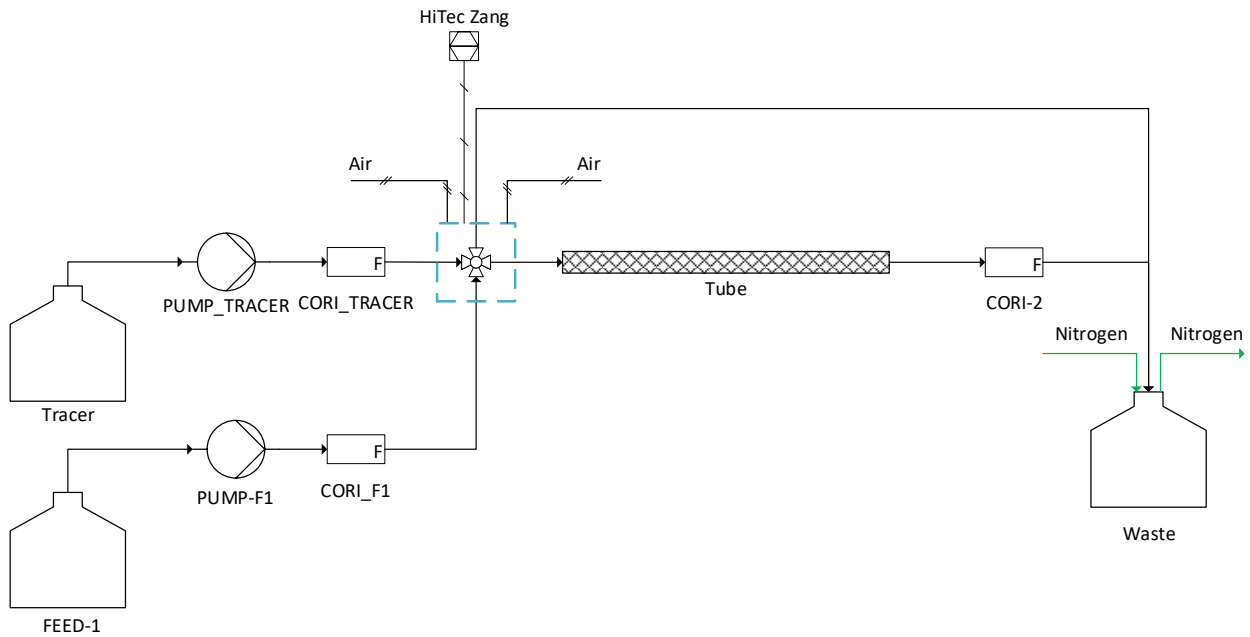 HiTec Zang
Air
Air
F
F
PUMP_TRACER
CORI_TRACER
Tube
CORI-2
Nitrogen
Nitrogen
Tracer
F
PUMP-F1
CORI_F1
Waste
FEED-1